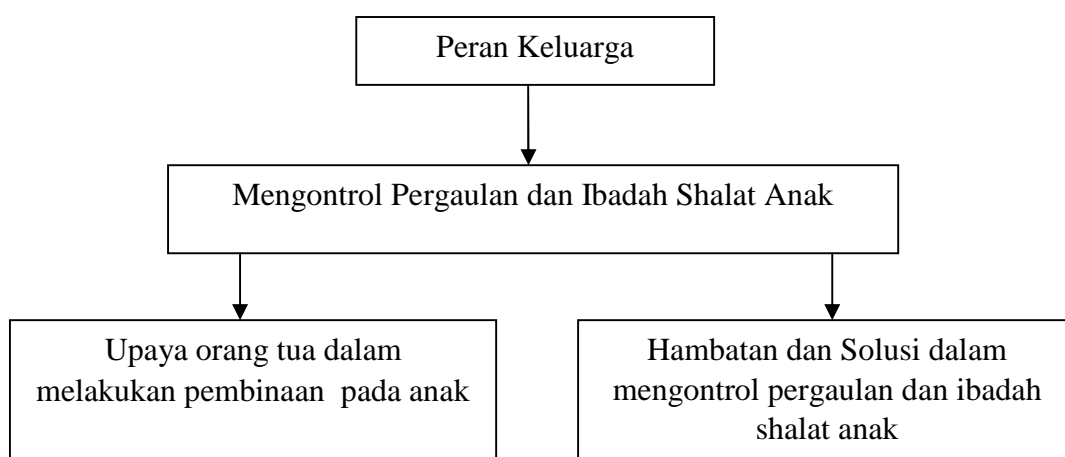 Peran Keluarga
Mengontrol Pergaulan dan Ibadah Shalat Anak
Upaya orang tua dalam
melakukan pembinaan  pada anak
Hambatan dan Solusi dalam
mengontrol pergaulan dan ibadah
shalat anak